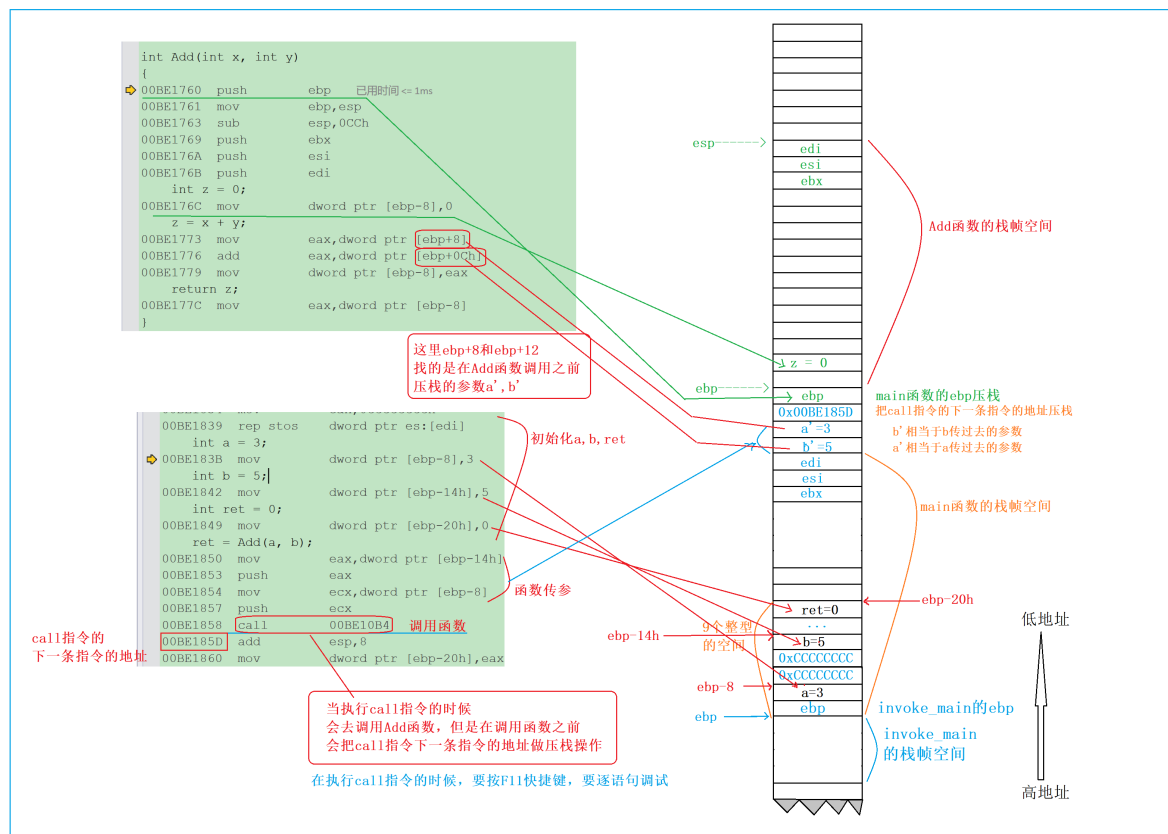 int Add(int x, int y)
{
00BE1760 push ebp 已用时间 <= 1ms
00BE1761 mov ebp,esp
00BE1763 sub esp,0CCh
00BE1769 push ebx
00BE176A push esi
00BE176B push edi
int z = 0;
00BE176C mov dword ptr [ebp-8],0
z = x + y;
00BE1773 mov eax,dword ptr [ebp+8]
00BE1776 add eax,dword ptr [ebp+0Ch]
00BE1779 mov dword ptr [ebp-8],eax
return z;
00BE177C mov eax,dword ptr [ebp-8]
}
这里ebp+8和ebp+12
找的是在Add函数调用之前
压栈的参数a',b'
00BE1839 rep stos dword ptr es:[edi]
int a = 3;
00BE183B mov dword ptr [ebp-8],3
int b = 5;
00BE1842 mov dword ptr [ebp-14h],5
int ret = 0;
00BE1849 mov dword ptr [ebp-20h],0
ret = Add(a, b);
00BE1850 mov eax,dword ptr [ebp-14h]
00BE1853 push eax
00BE1854 mov ecx,dword ptr [ebp-8]
00BE1857 push ecx
00BE1858 call 00BE10B4 调用函数
00BE185D add esp,8
00BE1860 mov dword ptr [ebp-20h],eax
初始化a,b,ret
函数传参
call指令的
下一条指令的地址
当执行call指令的时候
会去调用Add函数，但是在调用函数之前
会把call指令下一条指令的地址做压栈操作
在执行call指令的时候，要按F11快捷键，要逐语句调试
esp------>
edi
esi
ebx
Add函数的栈帧空间
z = 0
ebp------>
ebp
main函数的ebp压栈
0x00BE185D
把call指令的下一条指令的地址压栈
a'=3
b'相当于b传过去的参数
b'=5
a'相当于a传过去的参数
edi
esi
ebx
main函数的栈帧空间
ret=0
ebp-20h
...
9个整型
的空间
ebp-14h
b=5
0xCCCCCCCC
0xCCCCCCCC
ebp-8
a=3
ebp
ebp
invoke_main的ebp
invoke_main
的栈帧空间
低地址
高地址